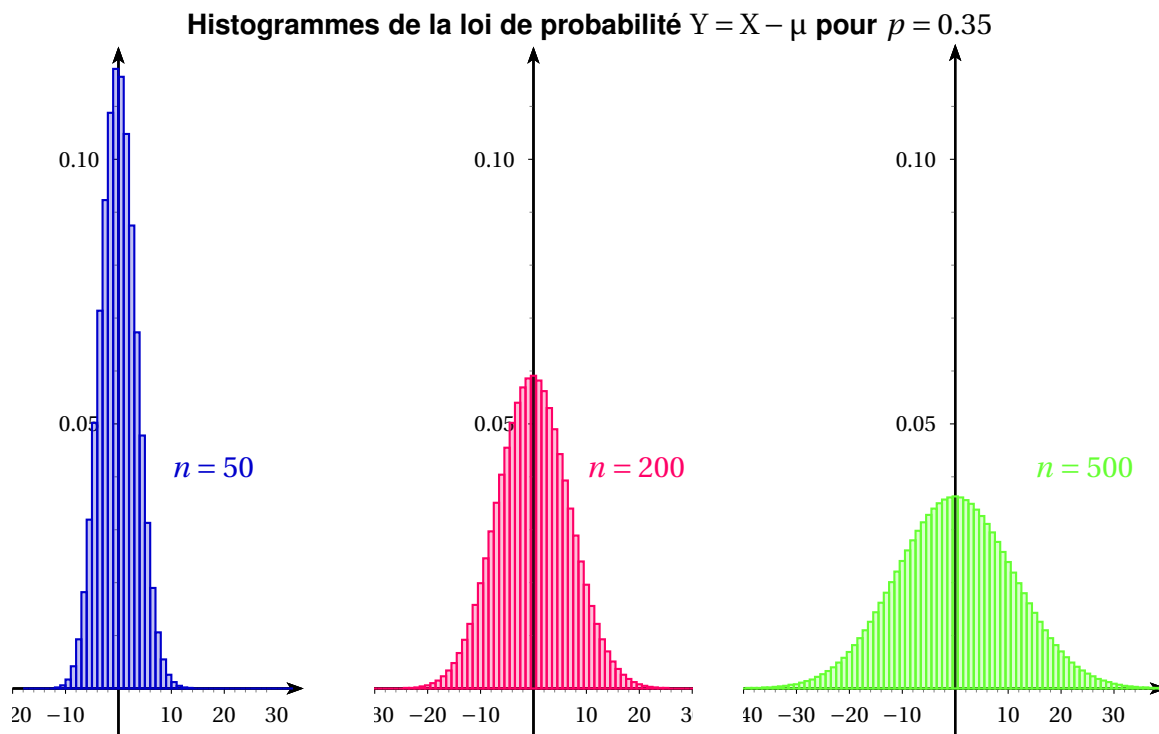 Histogrammes de la loi de probabilité Y = X − μ pour p = 0.35
0.10
0.05
n = 50
20 −10 10 20 30
0.10
0.05
n = 200
30 −20 −10 10 20 3
0.10
0.05
n = 500
40 −30 −20 −10 10 20 30